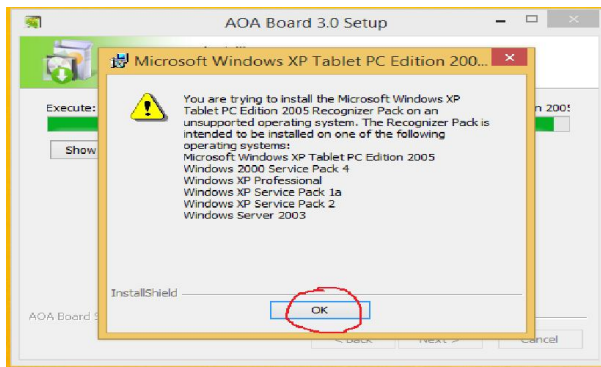 AOA Board 3.0 Setup
Microsoft Windows XP Tablet PC Edition 200...
Execute:
You are trying to install the Microsoft Windows XP
Tablet PC Edition 2005 Recognizer Pack on an
unsupported operating system. The Recognizer Pack is
intended to be installed on one of the following
operating systems:
Microsoft Windows XP Tablet PC Edition 2005
Windows 2000 Service Pack 4
Windows XP Professional
Windows XP Service Pack 1a
Windows XP Service Pack 2
Windows Server 2003
n 200!
Show
InstallShield
OK
AOA Board S
< Back Next > Cancel